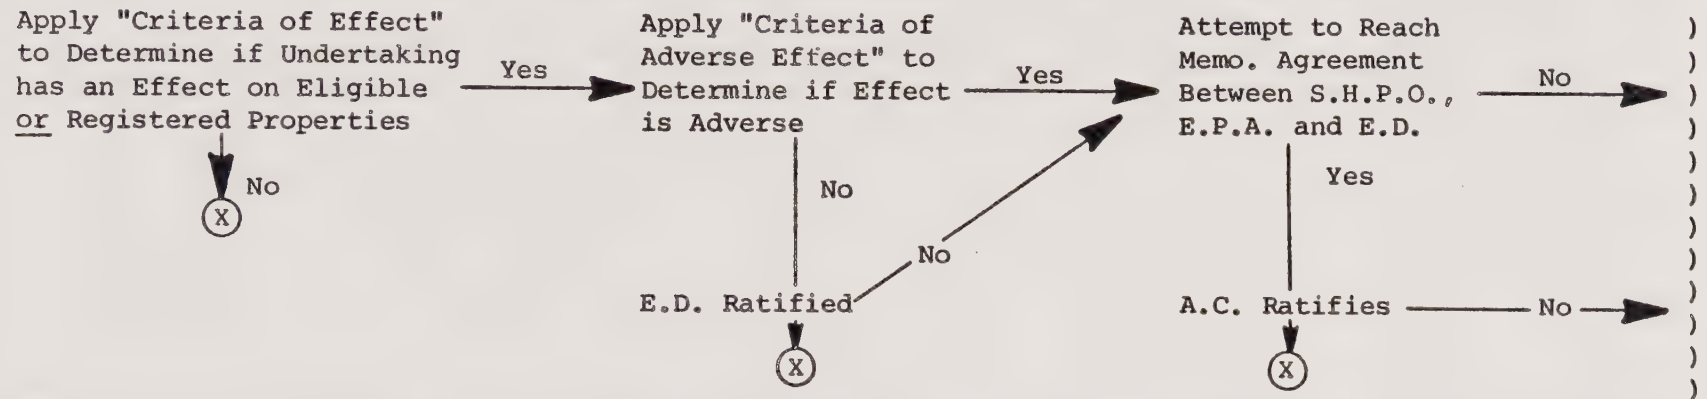 Apply "Criteria of Effect"
to Determine if Undertaking
has an Effect on Eligible
or Registered Properties
Yes
No
X
Apply "Criteria of
Adverse Effect" to
Determine if Effect
is Adverse
Yes
No
No
E.D. Ratified
X
Attempt to Reach
Memo. Agreement
Between S.H.P.O.,
E.P.A. and E.D.
No
Yes
A.C. Ratifies
No
X
)
)
)
)
)
)
)
)
)
)
)
)